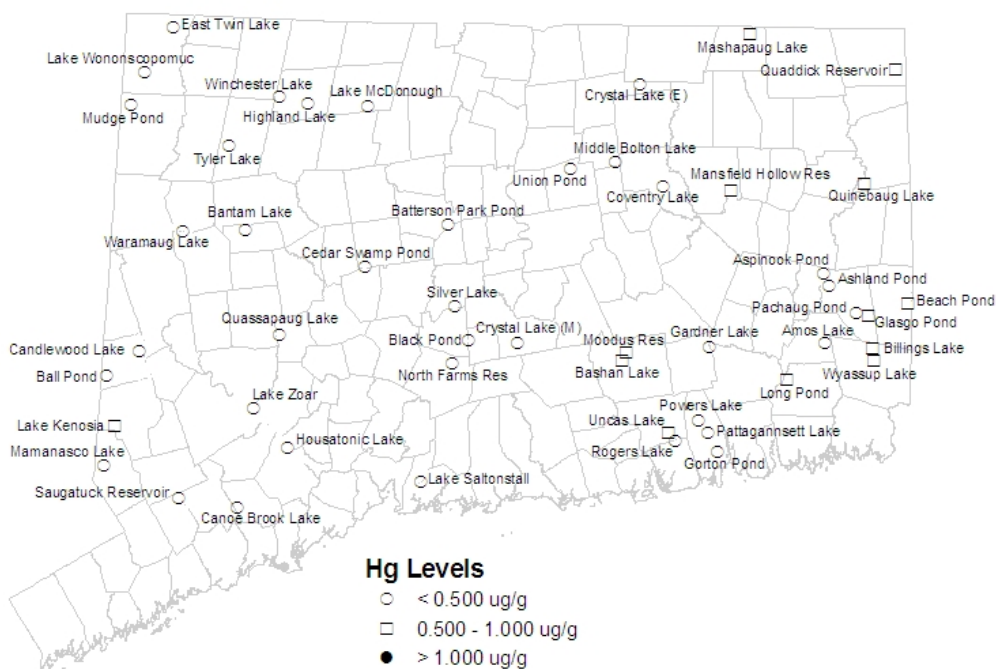 East Twin Lake
Mashapaug Lake
Lake Wononscopomuc
Quaddick Reservoir
Winchester Lake
Lake McDonough
Crystal Lake (E)
Mudge Pond
Highland Lake
Tyler Lake
Middle Bolton Lake
Union Pond
Mansfield Hollow Res
Coventry Lake
Quinebaug Lake
Bantam Lake
Batterson Park Pond
Waramaug Lake
Cedar Swamp Pond
Aspinook Pond
Ashland Pond
Silver Lake
Beach Pond
Pachaug Pond
Quassapaug Lake
Glasgo Pond
Crystal Lake (M)
Gardner Lake
Amos Lake
Black Pond
Moodus Res
Candlewood Lake
Billings Lake
Bashan Lake
Wyassup Lake
Ball Pond
North Farms Res
Long Pond
Lake Zoar
Powers Lake
Uncas Lake
Lake Kenosia
Pattagannsett Lake
Housatonic Lake
Rogers Lake
Mamanasco Lake
Gorton Pond
Lake Saltonstall
Saugatuck Reservoir
Canoe Brook Lake
Hg Levels
< 0.500 ug/g
0.500 - 1.000 ug/g
> 1.000 ug/g